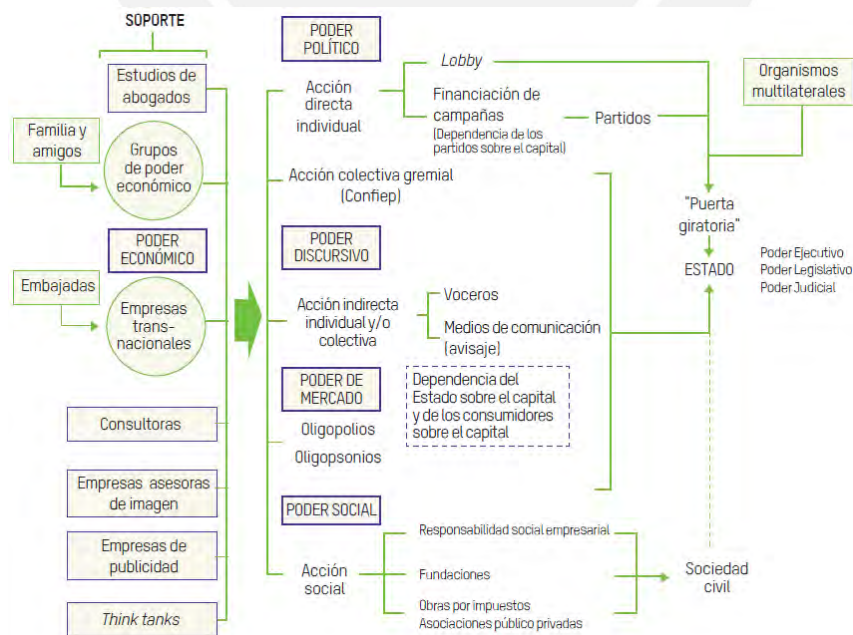 SOPORTE
Estudios de
abogados
Familia y
amigos
Grupos
de poder
económico
PODER
ECONÓMICO
Embajadas
Empresas
trans-
nacionales
Consultoras
Empresas asesoras
de imagen
Empresas de
publicidad
Think tanks
PODER
POLÍTICO
Acción
directa
individual
Lobby
Financiación de
campañas
(Dependencia de los
partidos sobre el capital)
Partidos
Acción colectiva gremial
(Confiep)
PODER
DISCURSIVO
Acción indirecta
individual y/o
colectiva
Voceros
Medios de comunicación
(avisaje)
PODER DE
MERCADO
Oligopolios
Oligopsonios
Dependencia del
Estado sobre el capital
y de los consumidores
sobre el capital
PODER SOCIAL
Acción
social
Responsabilidad social empresarial
Fundaciones
Obras por impuestos
Asociaciones público privadas
Organismos
multilaterales
"Puerta
giratoria"
ESTADO
Poder Ejecutivo
Poder Legislativo
Poder Judicial
Sociedad
civil